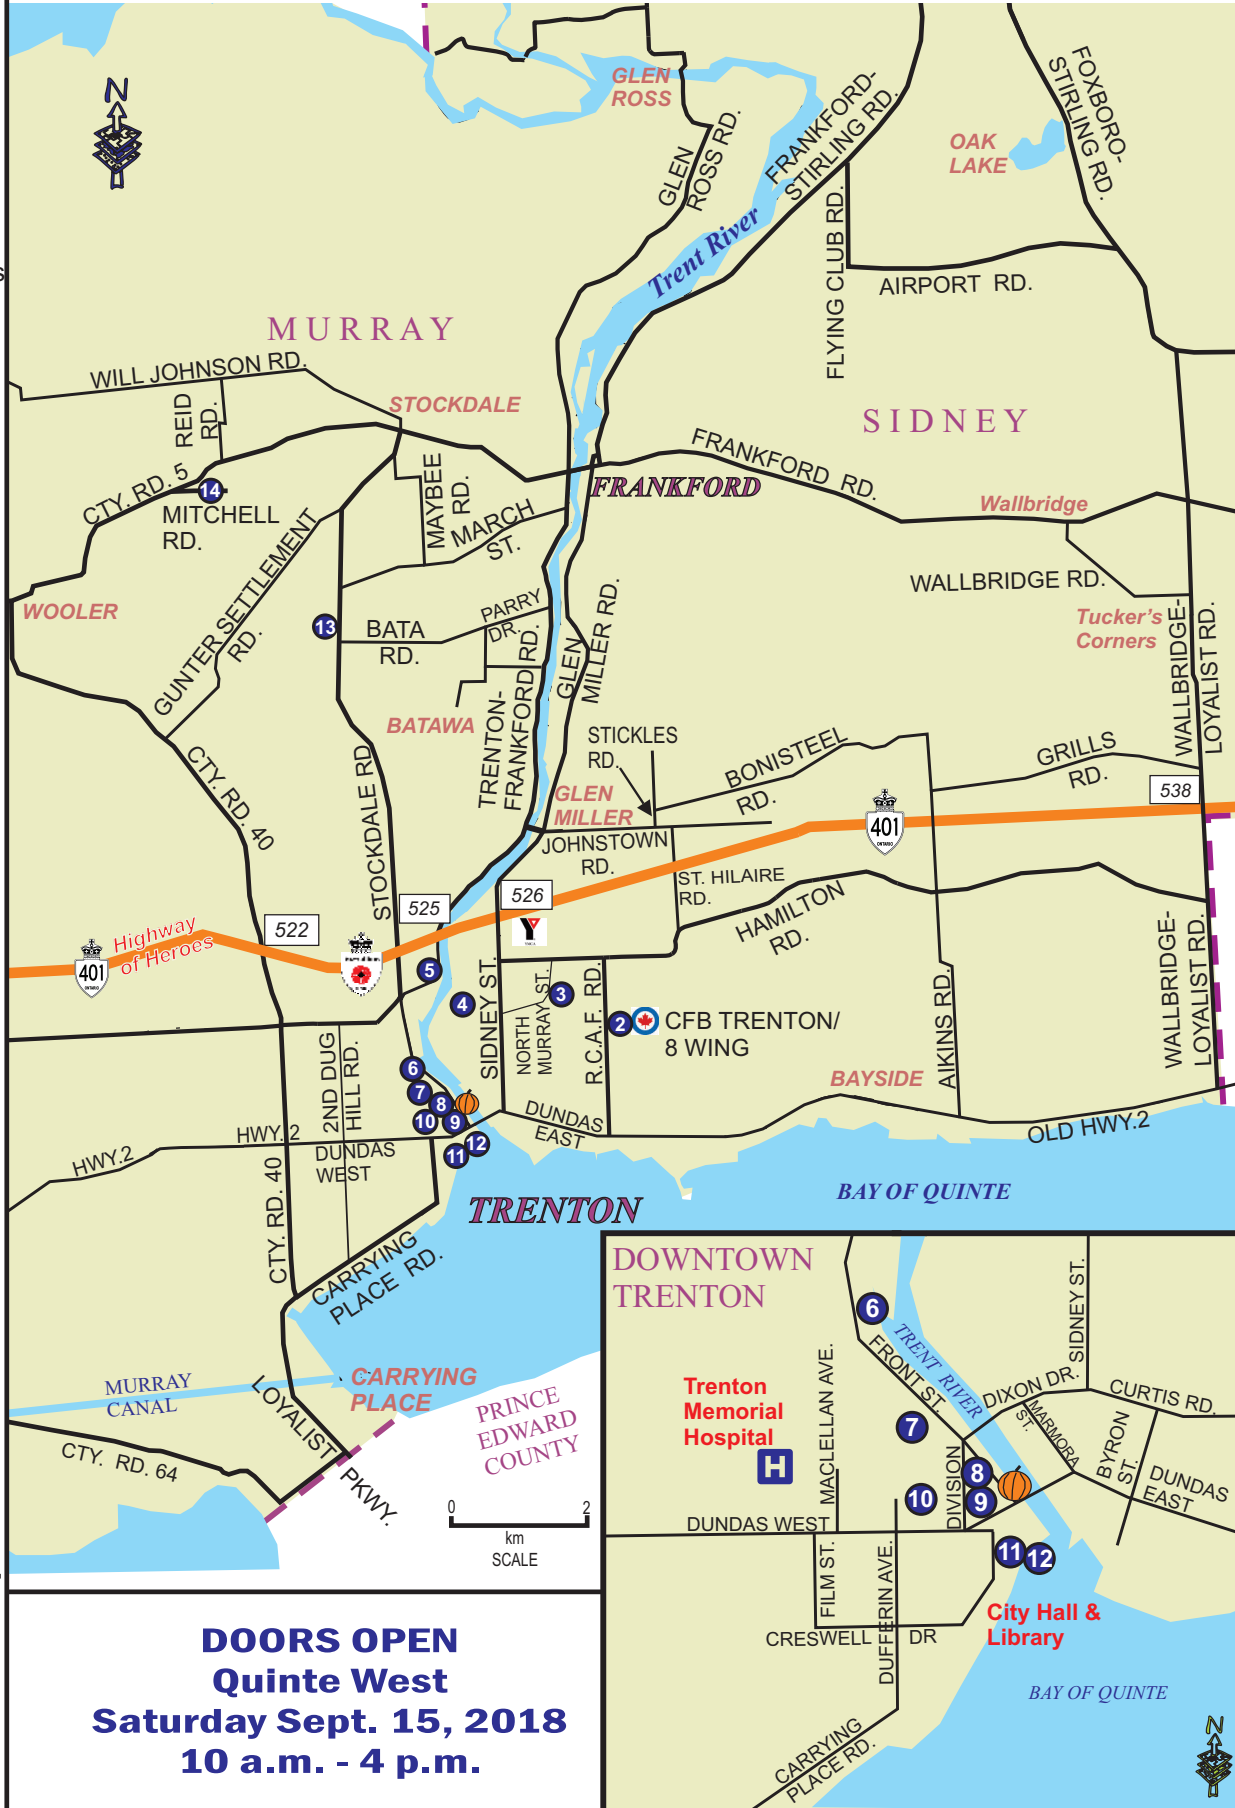 N
S
GLEN
ROSS
GLEN
ROSS RD.
FRANKFORD-
STIRLING RD.
FOXBORO-
STIRLING RD.
OAK
LAKE
Trent River
FLYING CLUB RD.
AIRPORT RD.
MURRAY
WILL JOHNSON RD.
REID
RD.
STOCKDALE
SIDNEY
CTY. RD. 5
14
MITCHELL
RD.
MAYBEE
RD.
MARCH
ST.
FRANKFORD
FRANKFORD RD.
Wallbridge
WALLBRIDGE RD.
Tucker's
Corners
WOOLER
GUNTER SETTLEMENT
RD.
13
BATA
RD.
PARRY
DR.
BATAWA
TRENTON-
FRANKFORD RD.
GLEN
MILLER RD.
WALLBRIDGE-
LOYALIST RD.
STICKLES
RD.
BONISTEEL
RD.
GRILLS
RD.
538
CTY. RD. 40
STOCKDALE RD
GLEN
MILLER
JOHNSTOWN
RD.
401
ONTARIO
ST. HILAIRE
RD.
HAMILTON
RD.
522
525
526
Highway
of Heroes
401
ONTARIO
YMCA
5
4
SIDNEY ST.
NORTH
MURRAY ST.
3
R.C.A.F. RD.
2
CFB TRENTON/
8 WING
AIKINS RD.
WALLBRIDGE-
LOYALIST RD.
BAYSIDE
2ND DUG
HILL RD.
6
7
8
10
9
12
11
DUNDAS
EAST
OLD HWY.2
HWY.2
HWY. 2
DUNDAS
WEST
CTY. RD. 40
TRENTON
BAY OF QUINTE
CARRYING
PLACE RD.
MURRAY
CANAL
LOYALIST
PKWY.
CARRYING
PLACE
PRINCE
EDWARD
COUNTY
CTY. RD. 64
0 2
km
SCALE
DOWNTOWN
TRENTON
6
FRONT ST.
TRENT RIVER
SIDNEY ST.
DIXON DR.
CURTIS RD.
MARMORA
ST.
BYRON
ST.
DUNDAS
EAST
Trenton
Memorial
Hospital
H
MACLELLAN AVE.
7
DIVISION
8
9
10
DUNDAS WEST
11
12
FILM ST.
DUFFERIN AVE.
CRESWELL DR
City Hall &
Library
BAY OF QUINTE
CARRYING
PLACE RD.
N
DOORS OPEN
Quinte West
Saturday Sept. 15, 2018
10 a.m. - 4 p.m.